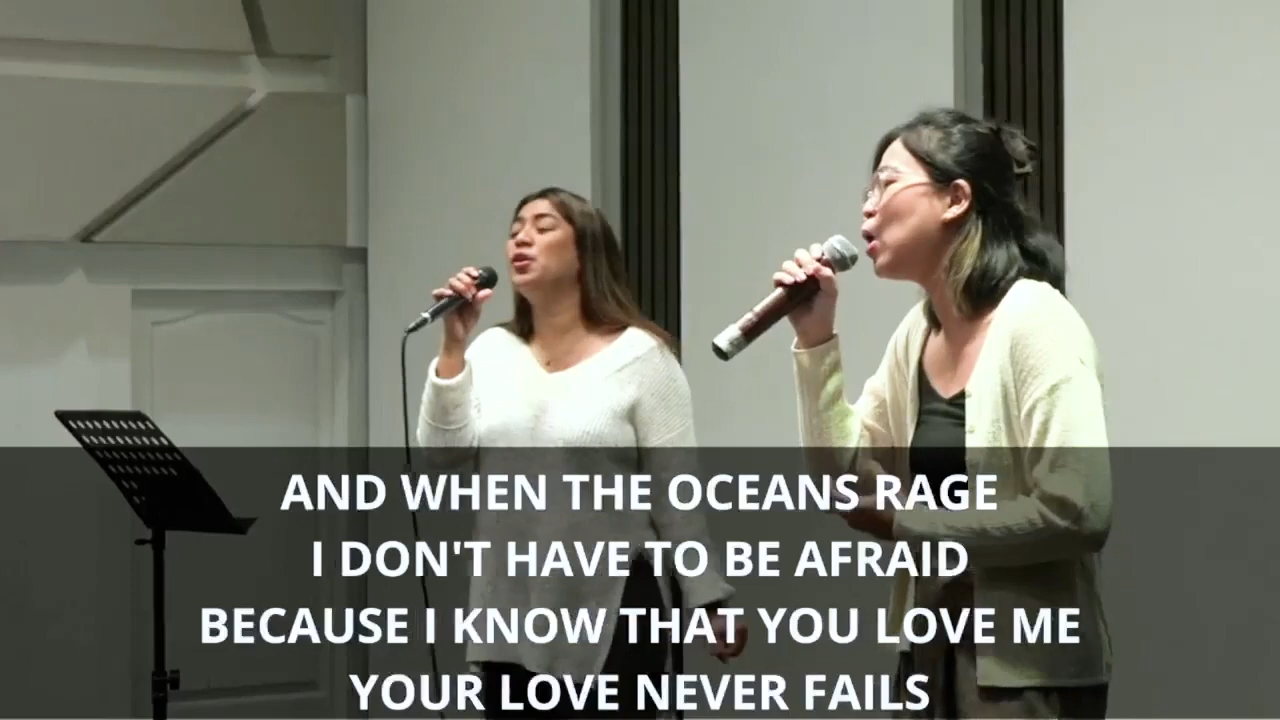 AND WHEN THE OCEANS RAGE
I DON'T HAVE TO BE AFRAID
BECAUSE I KNOW THAT YOU LOVE ME
YOUR LOVE NEVER FAILS